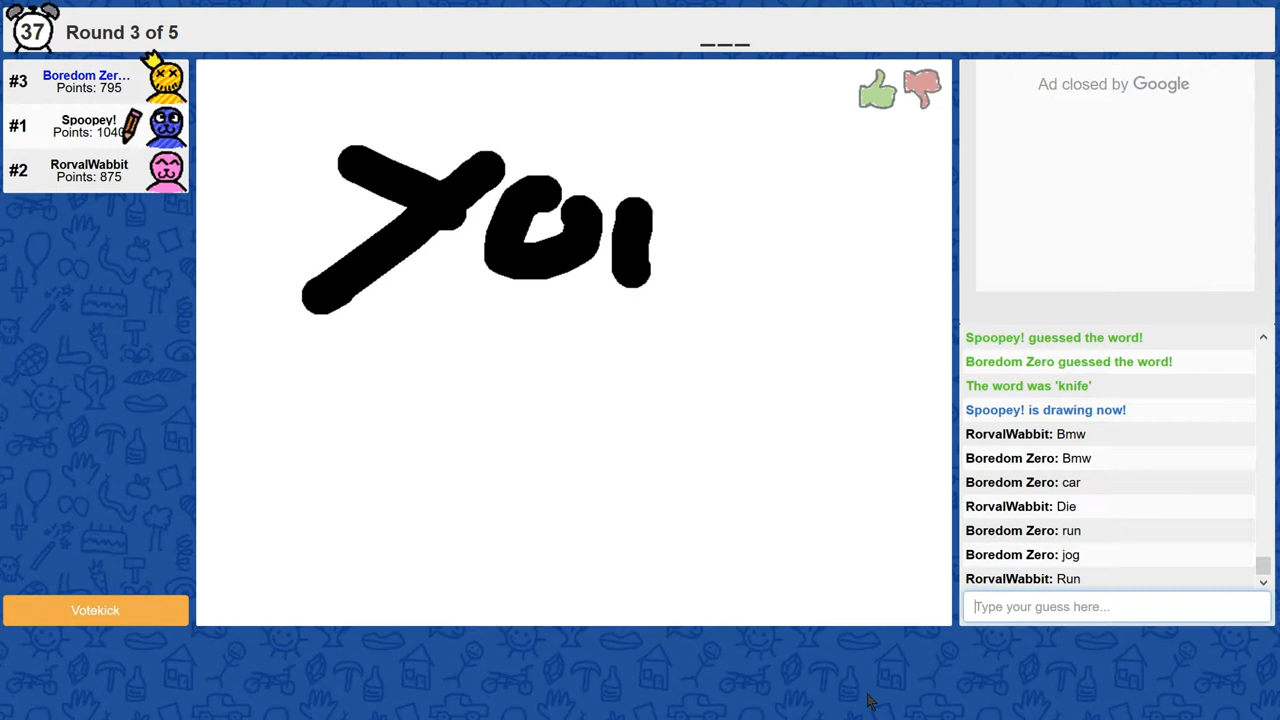 37
Round 3 of 5
_ _ _
#3
Boredom Zer...
Points: 795
#1
Spoopey!
Points: 1040
#2
RorvalWabbit
Points: 875
YOI
Ad closed by Google
Spoopey! guessed the word!
Boredom Zero guessed the word!
The word was 'knife'
Spoopey! is drawing now!
RorvalWabbit: Bmw
Boredom Zero: Bmw
Boredom Zero: car
RorvalWabbit: Die
Boredom Zero: run
Boredom Zero: jog
RorvalWabbit: Run
Type your guess here...
Votekick